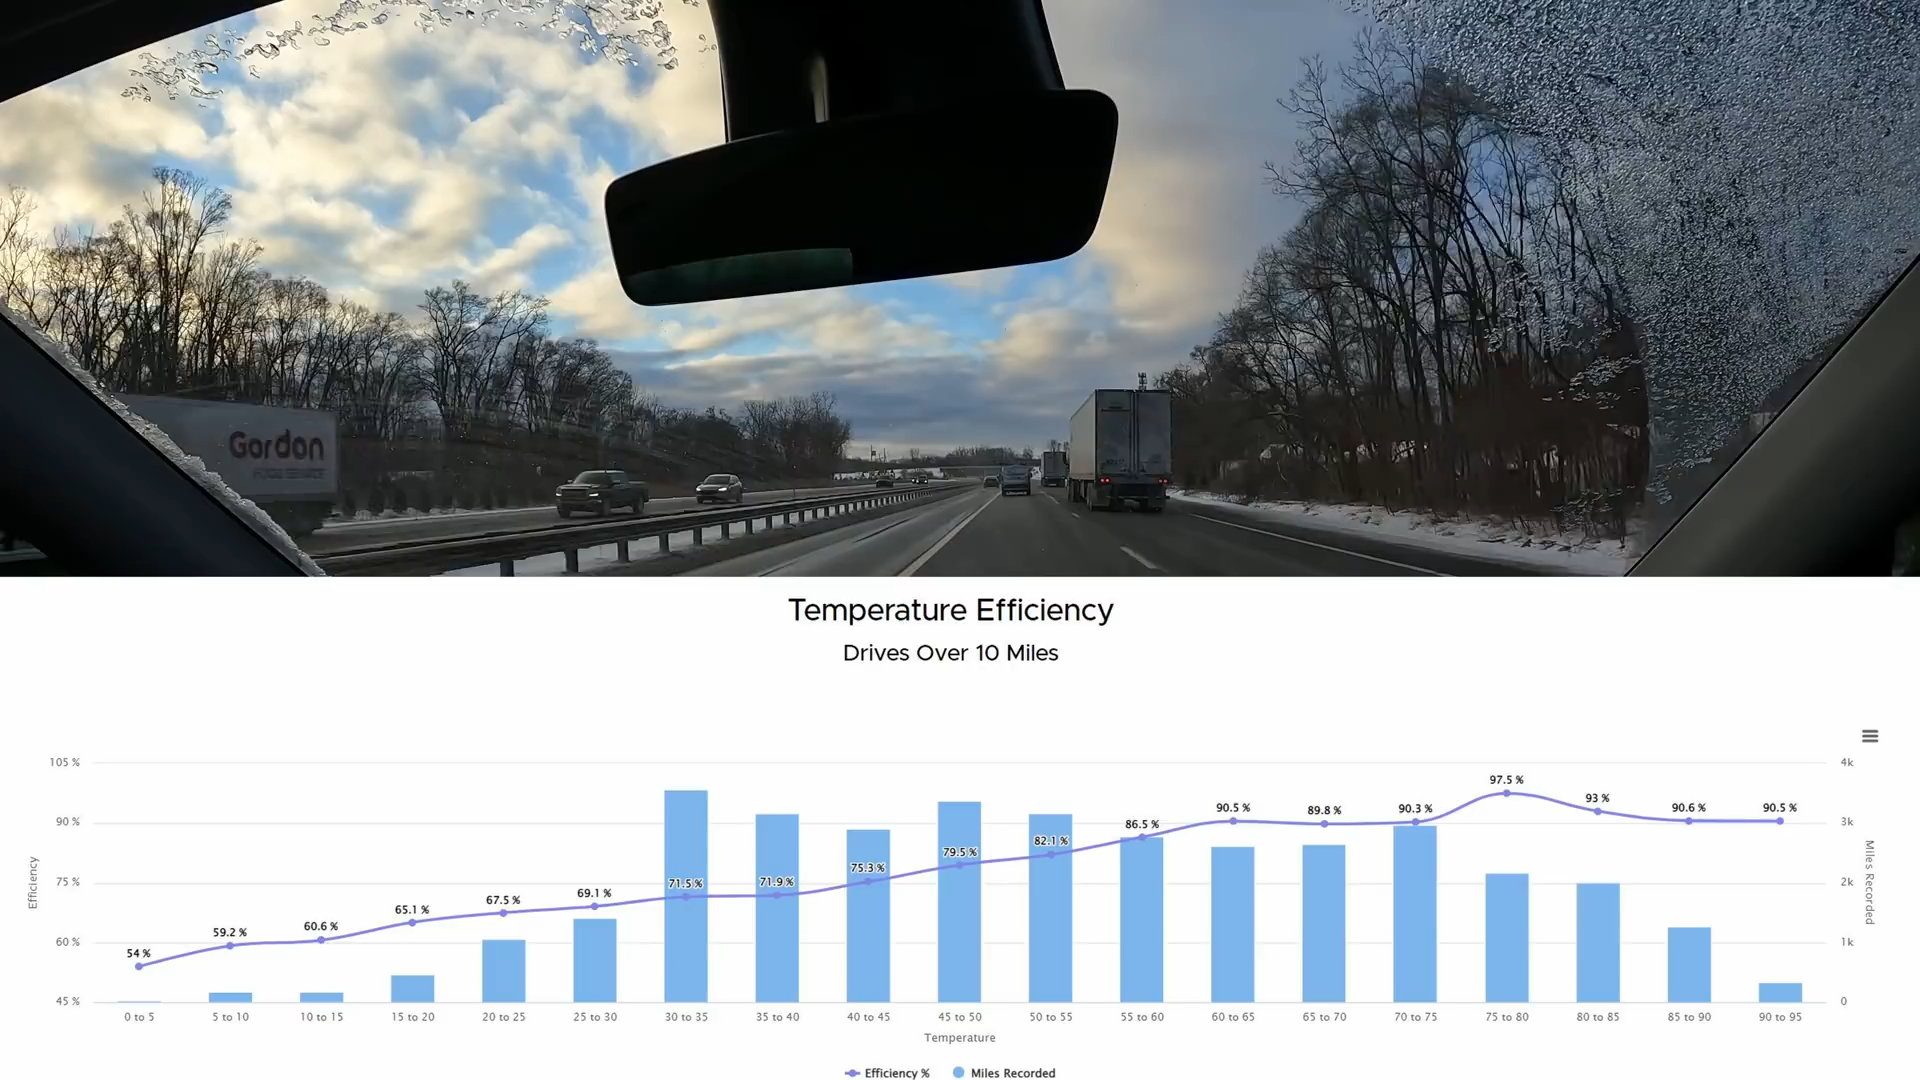 Gordon
FOOD SERVICE
Temperature Efficiency
Drives Over 10 Miles
105 %
90 %
75 %
60 %
45 %
Efficiency
4k
3k
2k
1k
0
Miles Recorded
54 %
59.2 %
60.6 %
65.1 %
67.5 %
69.1 %
71.5 %
71.9 %
75.3 %
79.5 %
82.1 %
86.5 %
90.5 %
89.8 %
90.3 %
97.5 %
93 %
90.6 %
90.5 %
0 to 5
5 to 10
10 to 15
15 to 20
20 to 25
25 to 30
30 to 35
35 to 40
40 to 45
45 to 50
50 to 55
55 to 60
60 to 65
65 to 70
70 to 75
75 to 80
80 to 85
85 to 90
90 to 95
Temperature
Efficiency %
Miles Recorded